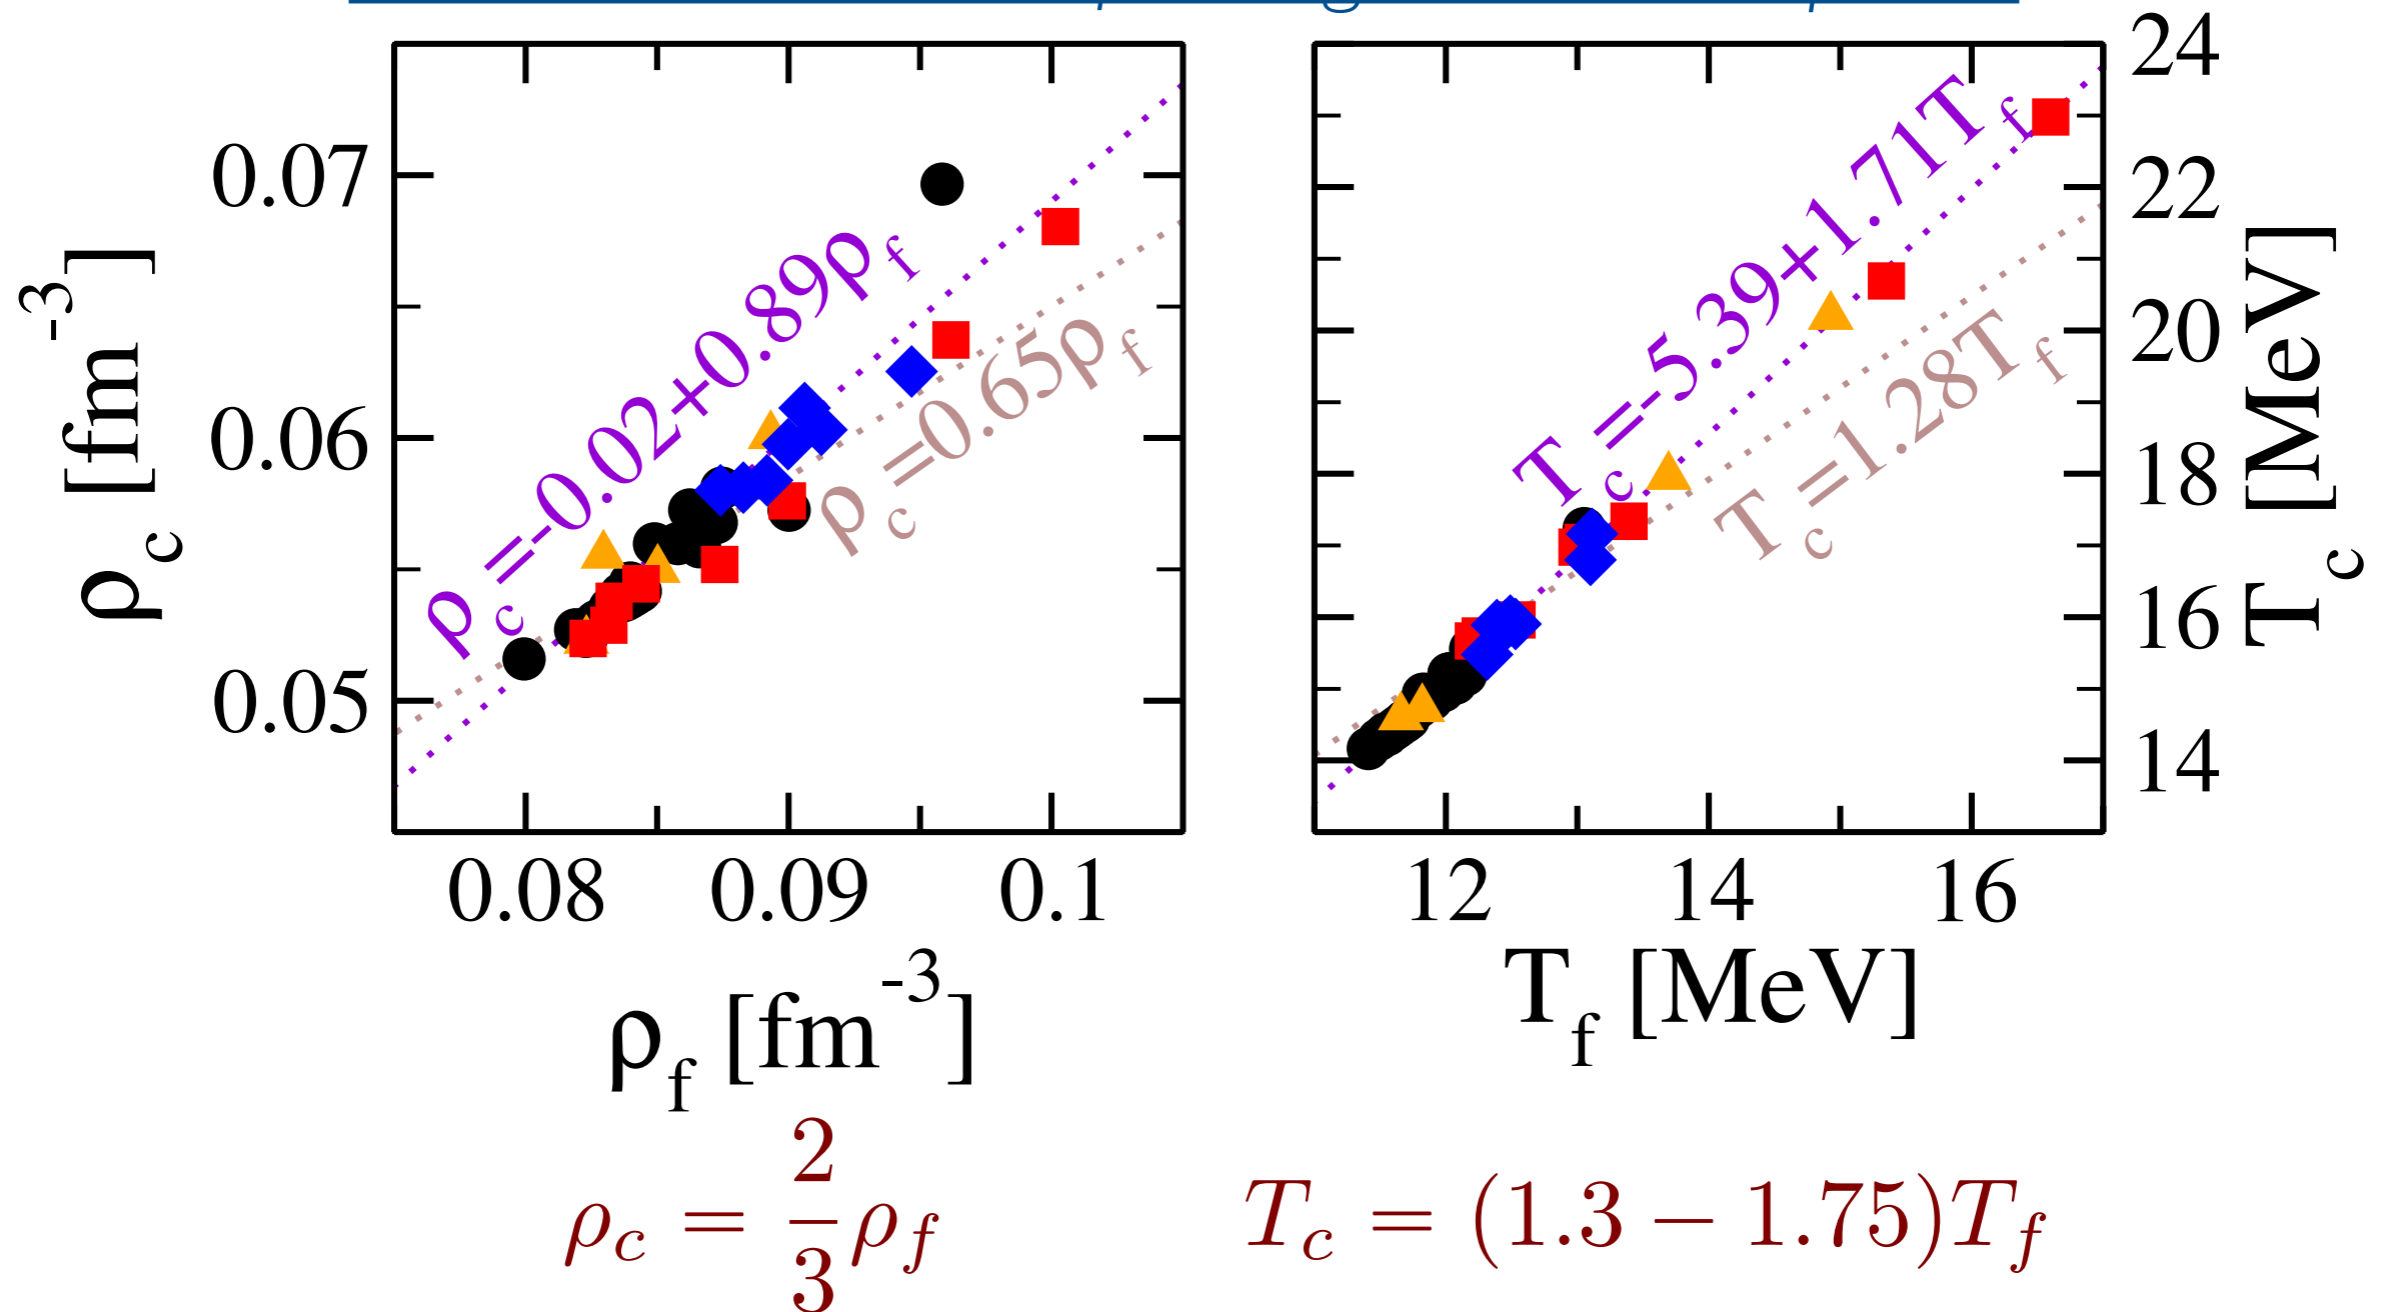 ρc [fm-3]
0.07
0.06
0.05
ρc=-0.02+0.89ρf
ρc=0.65ρf
0.08 0.09 0.1
ρf [fm-3]
Tc=-5.39+1.71Tf
Tc=1.28Tf
24
22
20
18
16
14
Tc [MeV]
12 14 16
Tf [MeV]
ρc = 2/3 ρf
Tc = (1.3 − 1.75)Tf